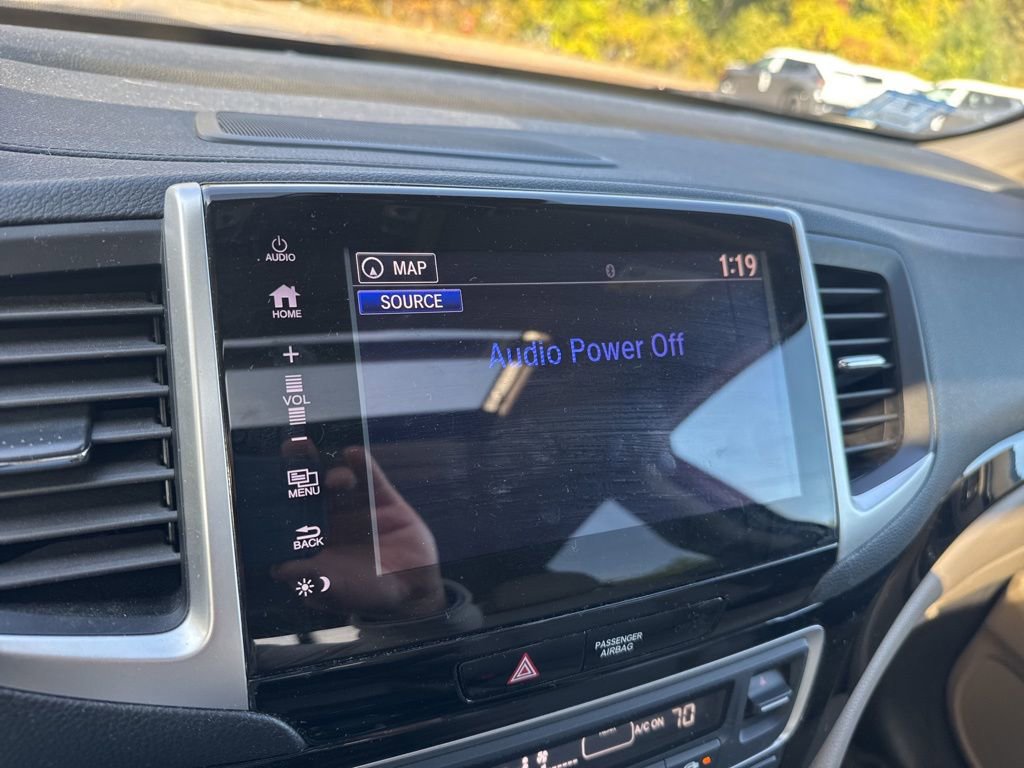 AUDIO
HOME
+
VOL
-
MENU
BACK
MAP
1:19
SOURCE
Audio Power Off
PASSENGER
AIRBAG
A/C ON 70